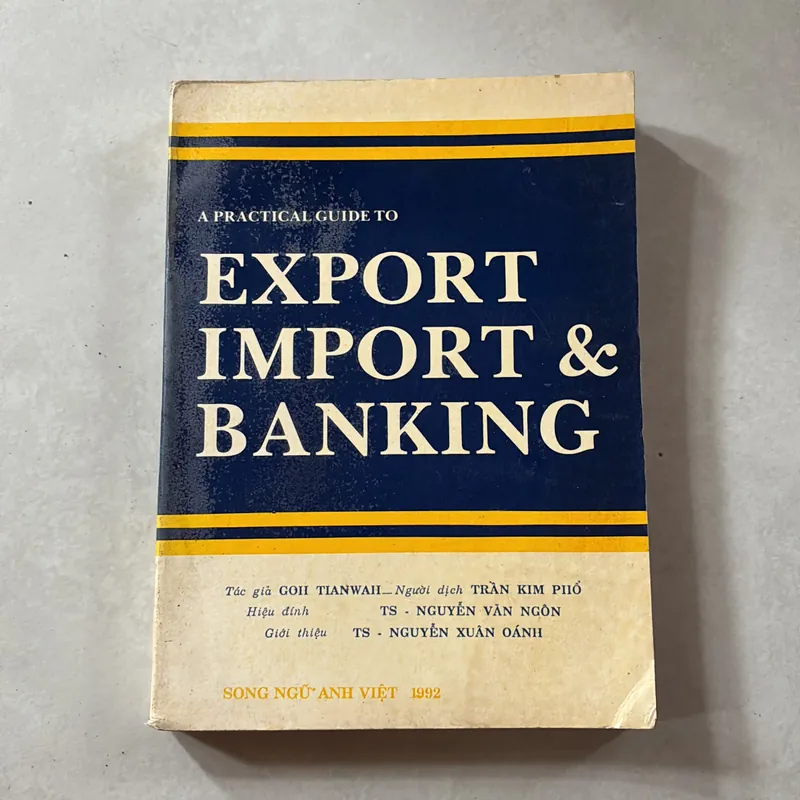 A PRACTICAL GUIDE TO
EXPORT
IMPORT &
BANKING
Tác giả GOH TIANWAH _ Người dịch TRẦN KIM PHỔ
Hiệu đính TS - NGUYỄN VĂN NGÔN
Giới thiệu TS - NGUYỄN XUÂN OÁNH
SONG NGỮ ANH VIỆT 1992